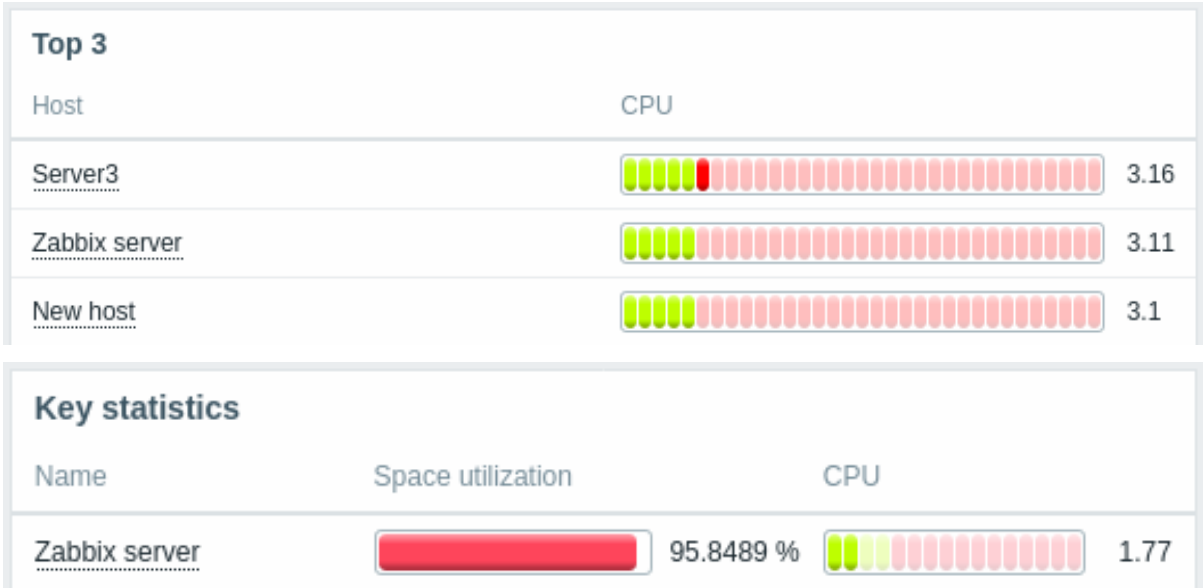 Top 3
Host CPU
Server3 3.16
Zabbix server 3.11
New host 3.1
Key statistics
Name Space utilization CPU
Zabbix server 95.8489 % 1.77